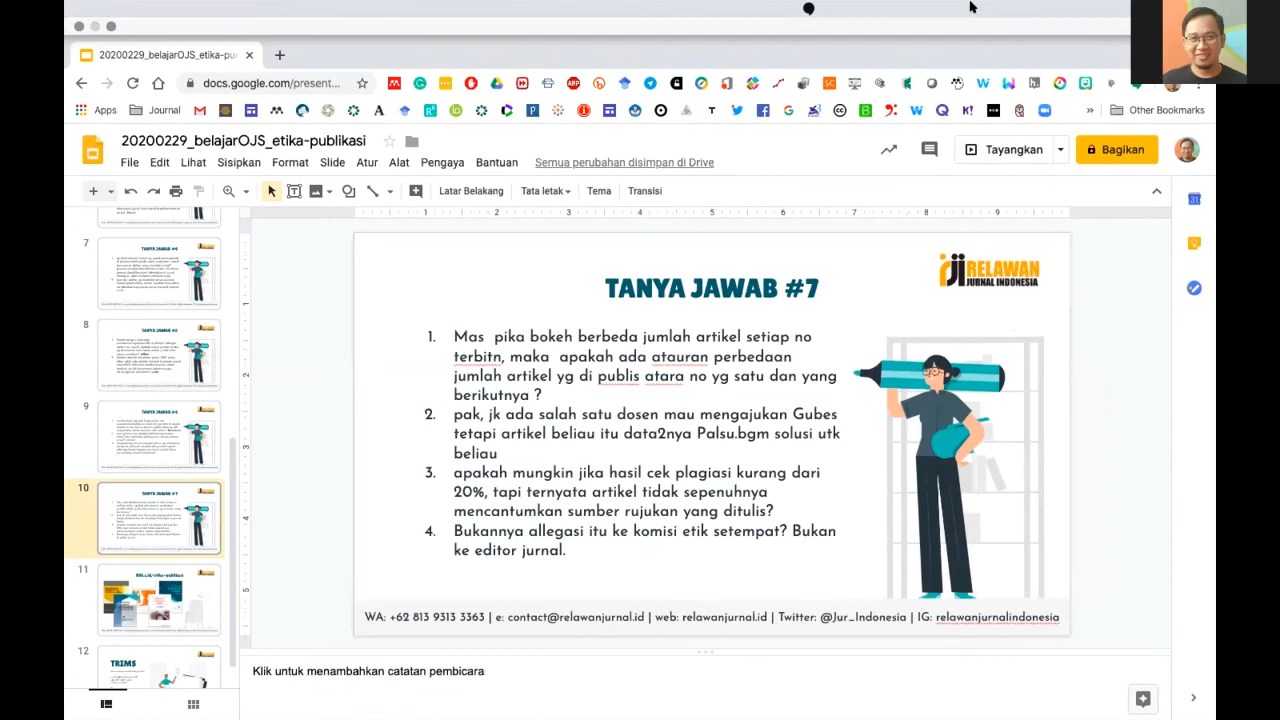 20200229_belajarOJS_etika-pu
docs.google.com/present...
Apps
Journal
Other Bookmarks
20200229_belajarOJS_etika-publikasi
File Edit Lihat Sisipkan Format Slide Atur Alat Pengaya Bantuan Semua perubahan disimpan di Drive
Tayangkan
Bagikan
Latar Belakang Tata letak Tema Transisi
1 2 3 4 5 6 7 8 9
7
TANYA JAWAB
8
TANYA JAWAB
9
TANYA JAWAB
10
TANYA JAWAB #7
11
12
TRIMS
TANYA JAWAB #7
RELAWAN
JURNAL INDONESIA
1. Mas pika bokeh berbeda jumlah artikel setiap no
terbitn, maka apakah ada atauran perbedaan
jumlah artikel yg di publis atara no yg satu dan yang
berikutnya ?
2. pak, jk ada salah satu dosen mau mengajukan Gubes
tetapi artikel
data2nya Palsu.bgm solusi utk
beliau
3. apakah mungkin jika hasil cek plagiasi kurang dari
20%, tapi ternyata artikel tidak sepenuhnya
mencantumkan sumber rujukan yang ditulis?
4. Bukannya allegasi itu ke komisi etik setempat? Bukan
ke editor jurnal.
WA: +62 813 9313 3363 | e: contact@relawanjurnal.id | web: relawanjurnal.id | Twitter: @Jur_Indonesia | IG: relawanjurnalindonesia
Klik untuk menambahkan catatan pembicara